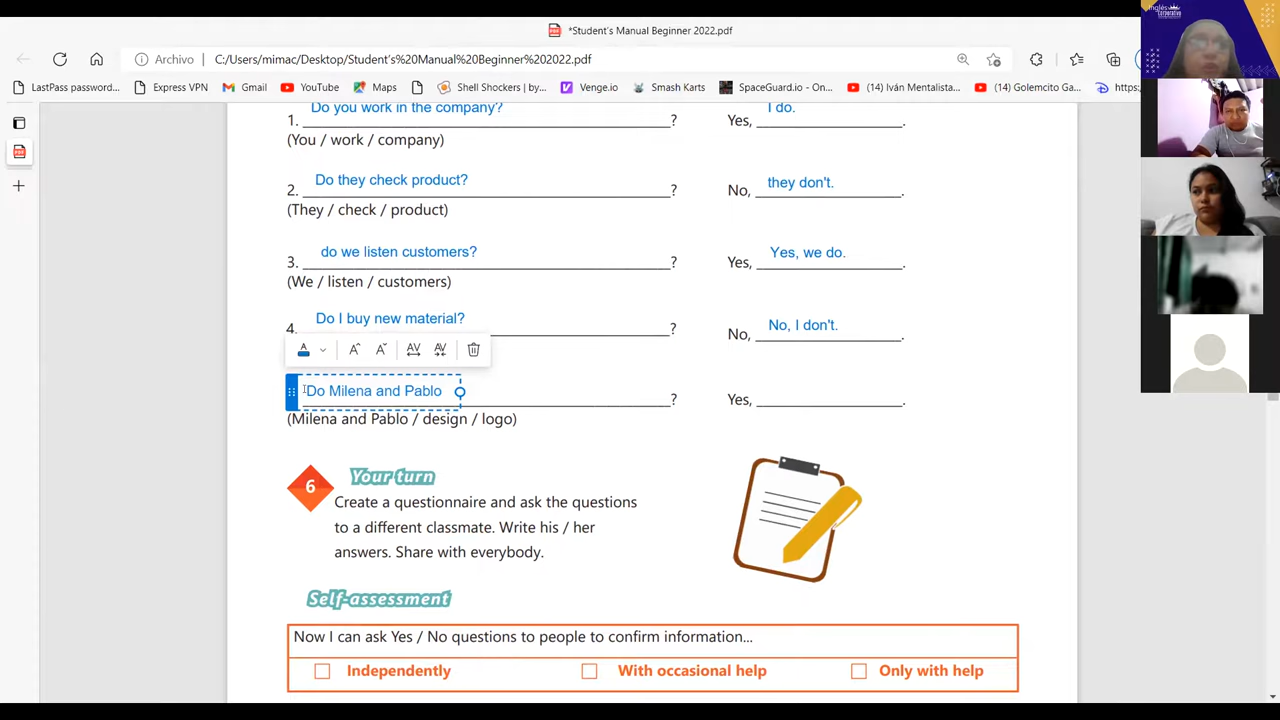 *Student's Manual Beginner 2022.pdf
Archivo C:/Users/mimac/Desktop/Student's%20Manual%20Beginner%202022.pdf
LastPass password... Express VPN Gmail YouTube Maps Shell Shockers') by... Venge.io Smash Karts SpaceGuard.io - On... (14) Iván Mentalista... (14) Golemcito Ga... https:
Inglés
Corporativo
Do you work in the company? I do.
1. ? Yes, .
(You / work / company)
Do they check product? they don't.
2. ? No, .
(They / check / product)
do we listen customers? Yes, we do.
3. ? Yes, .
(We / listen / customers)
Do I buy new material? No, I don't.
4. ? No, .
A A A AV AV
Do Milena and Pablo
? Yes, .
(Milena and Pablo / design / logo)
6 Your turn
Create a questionnaire and ask the questions
to a different classmate. Write his / her
answers. Share with everybody.
Self-assessment
Now I can ask Yes / No questions to people to confirm information...
Independently With occasional help Only with help